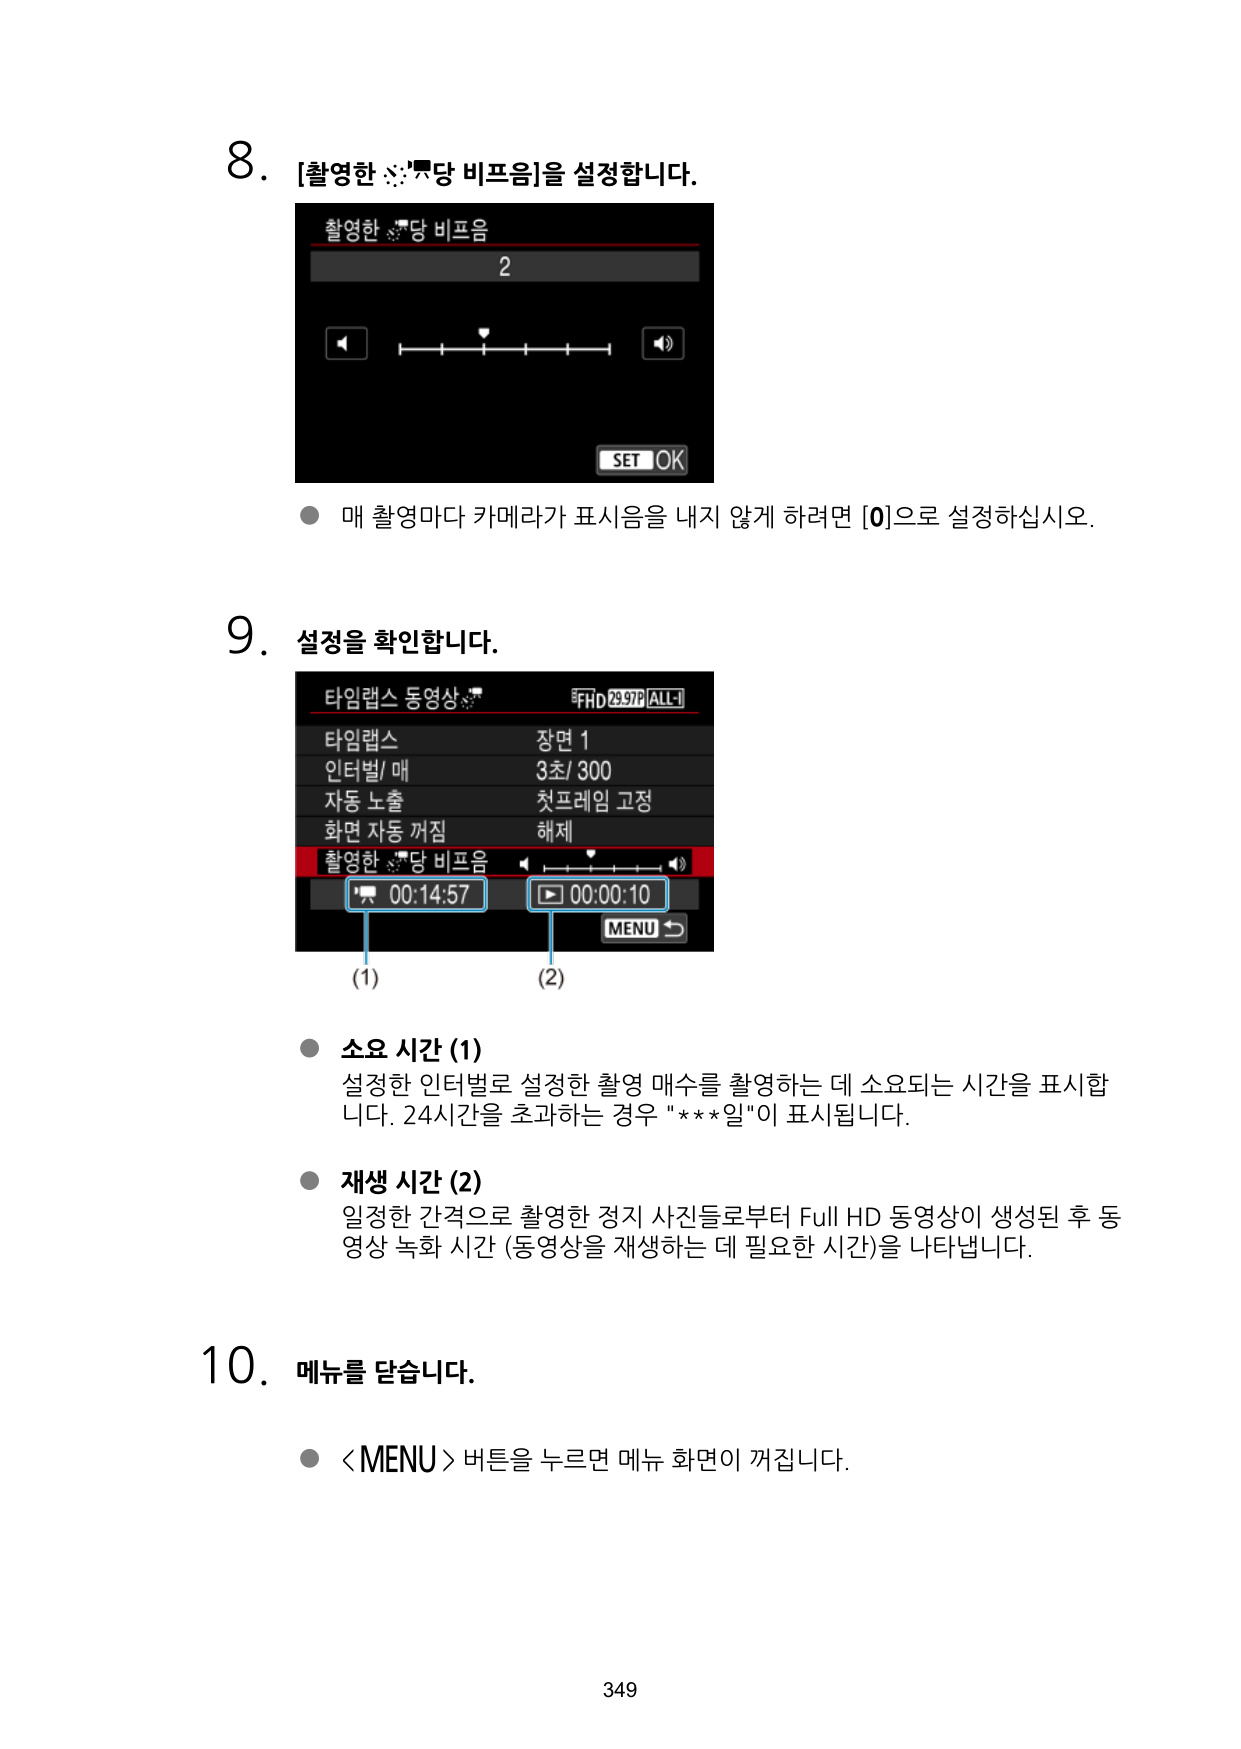 8. [촬영한 당 비프음]을 설정합니다.
촬영한 당 비프음
2
SET OK
● 매 촬영마다 카메라가 표시음을 내지 않게 하려면 [0]으로 설정하십시오.
9. 설정을 확인합니다.
타임랩스 동영상 FHD 29.97P ALL-I
타임랩스 장면 1
인터벌/ 매 3초/ 300
자동 노출 첫프레임 고정
화면 자동 꺼짐 해제
촬영한 당 비프음
00:14:57 00:00:10
MENU
(1) (2)
● 소요 시간 (1)
설정한 인터벌로 설정한 촬영 매수를 촬영하는 데 소요되는 시간을 표시합
니다. 24시간을 초과하는 경우 "***일"이 표시됩니다.
● 재생 시간 (2)
일정한 간격으로 촬영한 정지 사진들로부터 Full HD 동영상이 생성된 후 동
영상 녹화 시간 (동영상을 재생하는 데 필요한 시간)을 나타냅니다.
10. 메뉴를 닫습니다.
● <MENU> 버튼을 누르면 메뉴 화면이 꺼집니다.
349